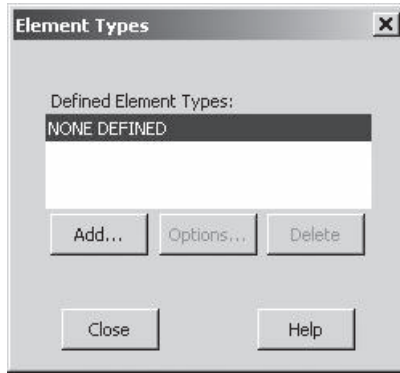 Element Types
Defined Element Types:
NONE DEFINED
Add... Options... Delete
Close Help